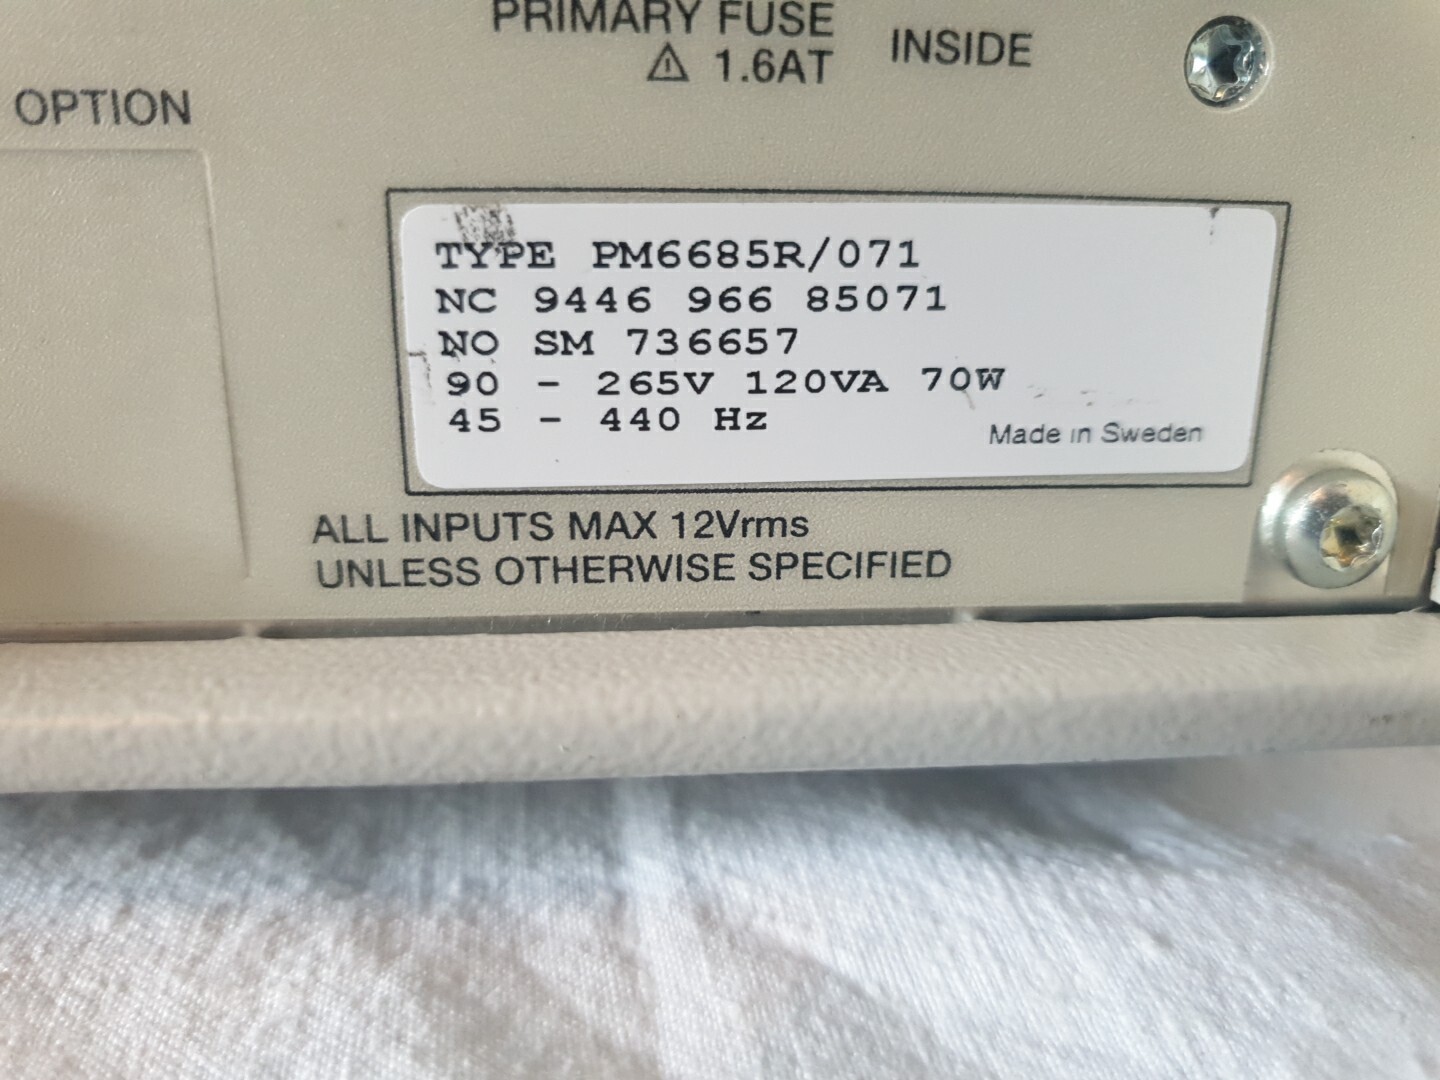 PRIMARY FUSE
⚠ 1.6AT
INSIDE
OPTION
TYPE PM6685R/071
NC 9446 966 85071
NO SM 736657
90 - 265V 120VA 70W
45 - 440 Hz
Made in Sweden
ALL INPUTS MAX 12Vrms
UNLESS OTHERWISE SPECIFIED